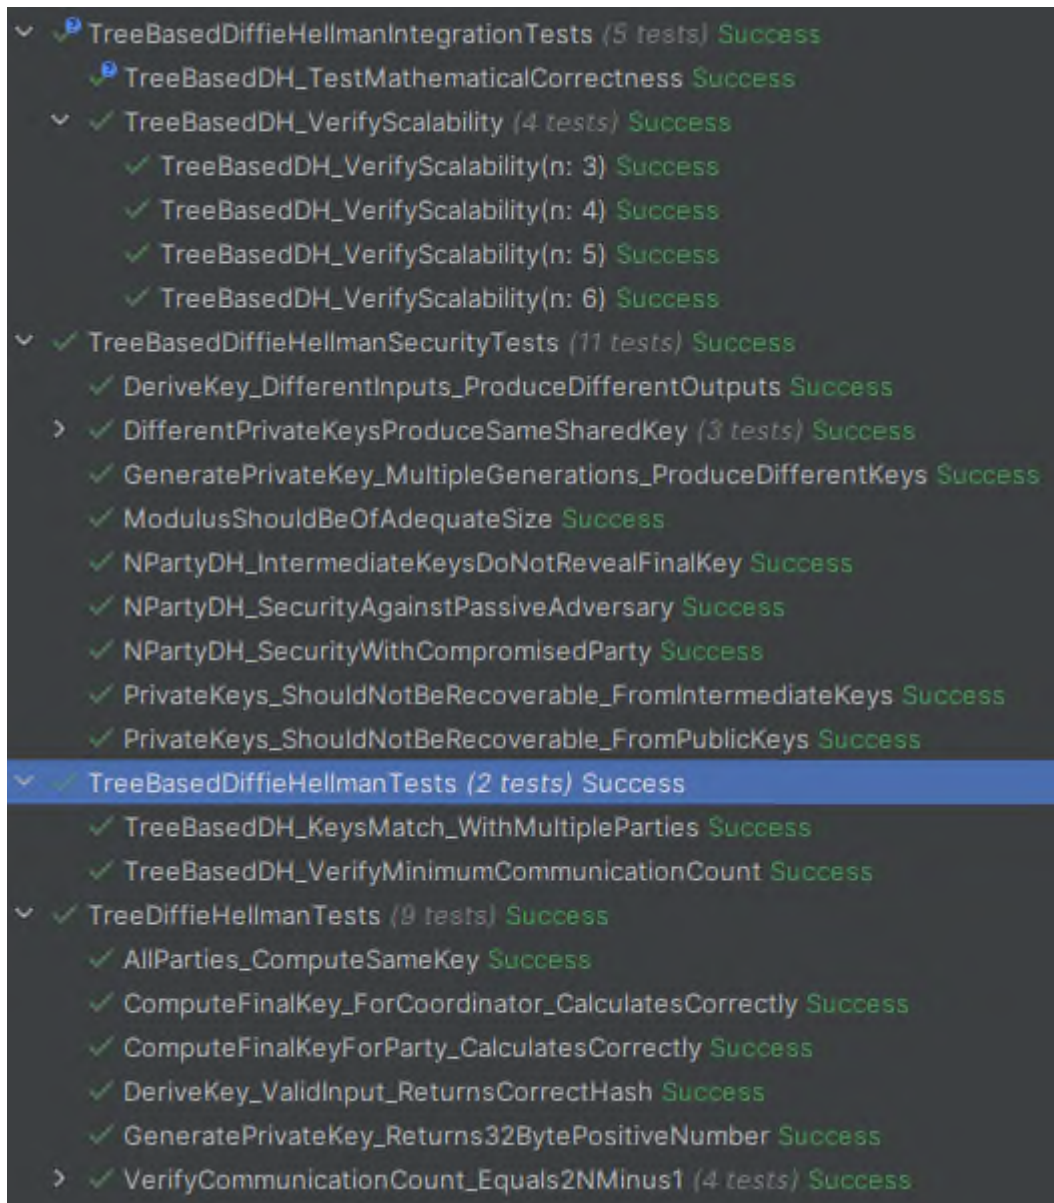 TreeBasedDiffieHellmanIntegrationTests (5 tests) Success
TreeBasedDH_TestMathematicalCorrectness Success
TreeBasedDH_VerifyScalability (4 tests) Success
TreeBasedDH_VerifyScalability(n: 3) Success
TreeBasedDH_VerifyScalability(n: 4) Success
TreeBasedDH_VerifyScalability(n: 5) Success
TreeBasedDH_VerifyScalability(n: 6) Success
TreeBasedDiffieHellmanSecurityTests (11 tests) Success
DeriveKey_DifferentInputs_ProduceDifferentOutputs Success
DifferentPrivateKeysProduceSameSharedKey (3 tests) Success
GeneratePrivateKey_MultipleGenerations_ProduceDifferentKeys Success
ModulusShouldBeOfAdequateSize Success
NPartyDH_IntermediateKeysDoNotRevealFinalKey Success
NPartyDH_SecurityAgainstPassiveAdversary Success
NPartyDH_SecurityWithCompromisedParty Success
PrivateKeys_ShouldNotBeRecoverable_FromIntermediateKeys Success
PrivateKeys_ShouldNotBeRecoverable_FromPublicKeys Success
TreeBasedDiffieHellmanTests (2 tests) Success
TreeBasedDH_KeysMatch_WithMultipleParties Success
TreeBasedDH_VerifyMinimumCommunicationCount Success
TreeDiffieHellmanTests (9 tests) Success
AllParties_ComputeSameKey Success
ComputeFinalKey_ForCoordinator_CalculatesCorrectly Success
ComputeFinalKeyForParty_CalculatesCorrectly Success
DeriveKey_ValidInput_ReturnsCorrectHash Success
GeneratePrivateKey_Returns32BytePositiveNumber Success
VerifyCommunicationCount_Equals2NMinus1 (4 tests) Success